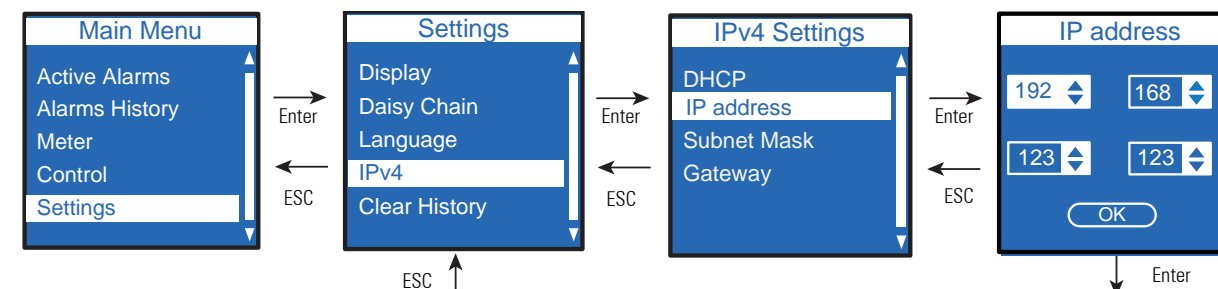 Main Menu
Active Alarms
Alarms History
Meter
Control
Settings
Enter
ESC
Settings
Display
Daisy Chain
Language
IPv4
Clear History
Enter
ESC
IPv4 Settings
DHCP
IP address
Subnet Mask
Gateway
Enter
ESC
IP address
192 168
123 123
OK
ESC
Enter